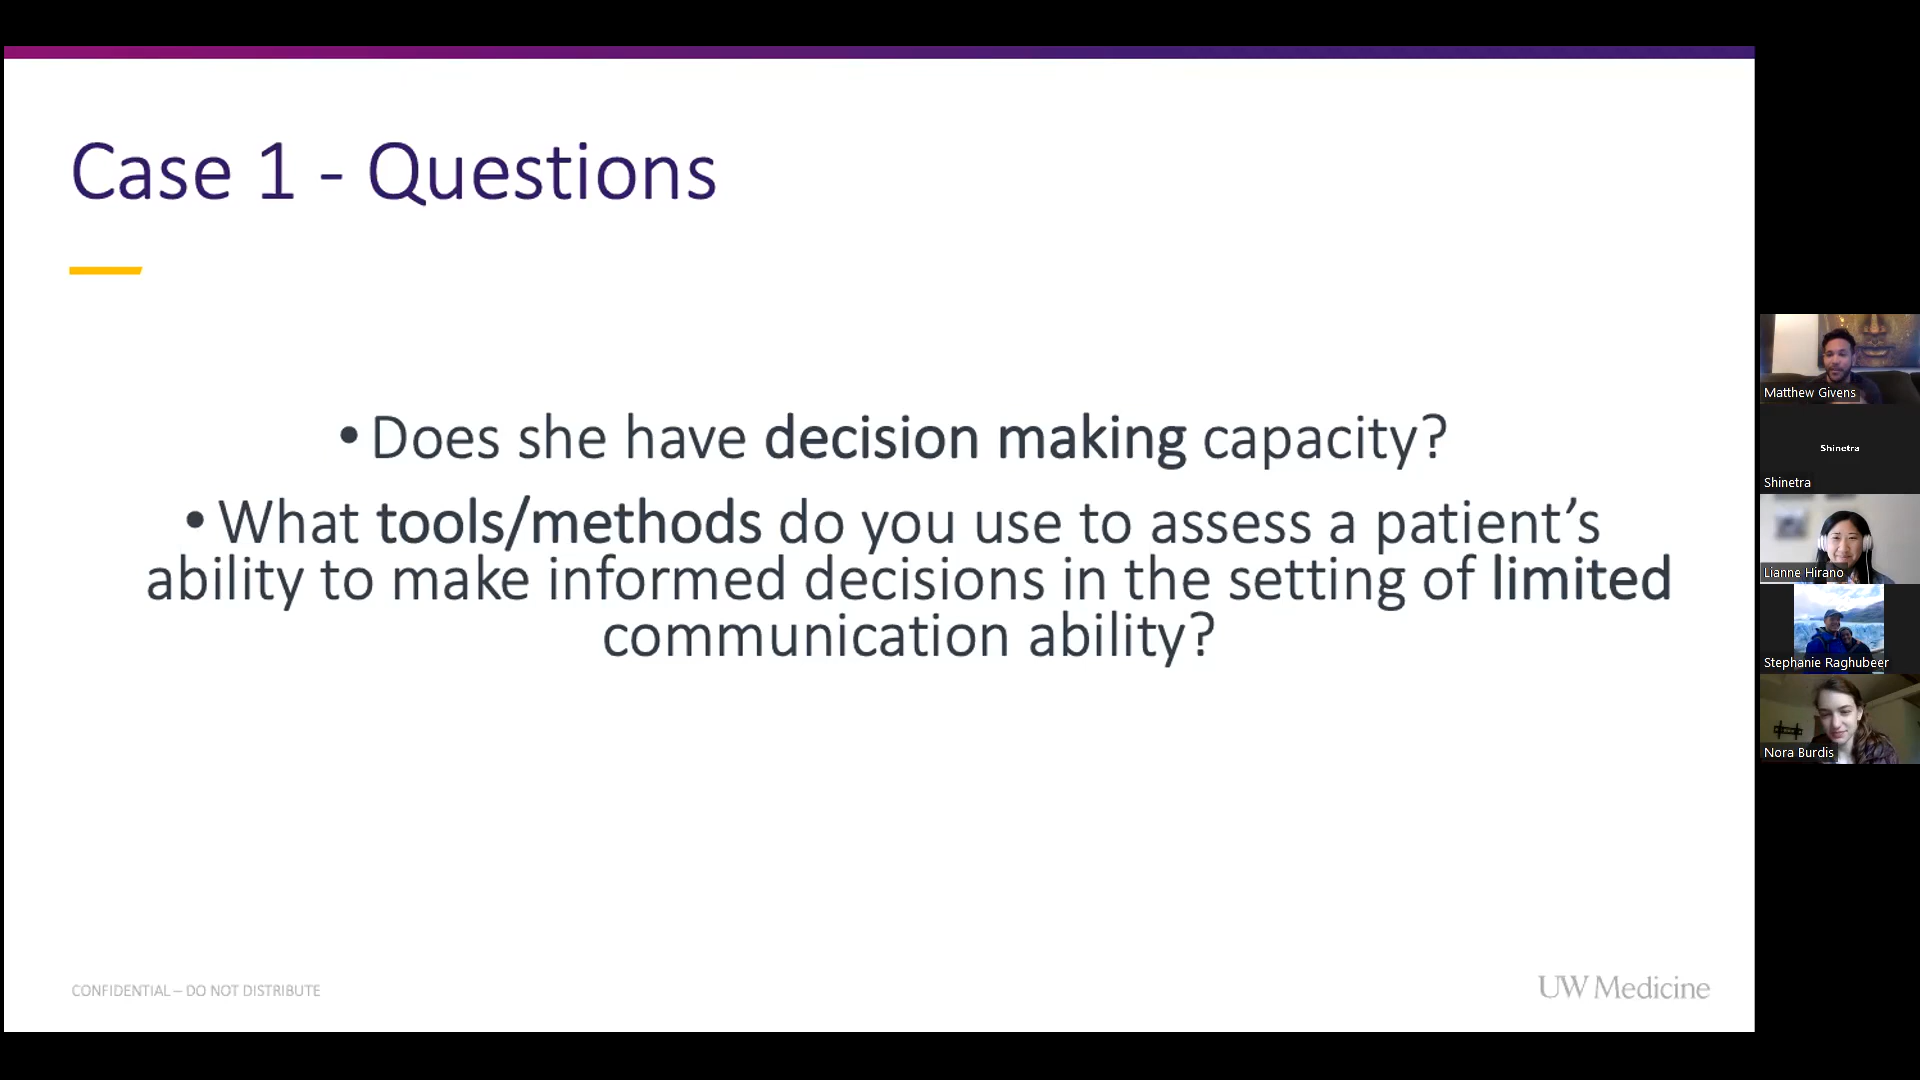 Case 1 - Questions
• Does she have decision making capacity?
• What tools/methods do you use to assess a patient’s
ability to make informed decisions in the setting of limited
communication ability?
CONFIDENTIAL – DO NOT DISTRIBUTE
UW Medicine
Matthew Givens
Shinetra
Shinetra
Lianne Hirano
Stephanie Raghubeer
Nora Burdis